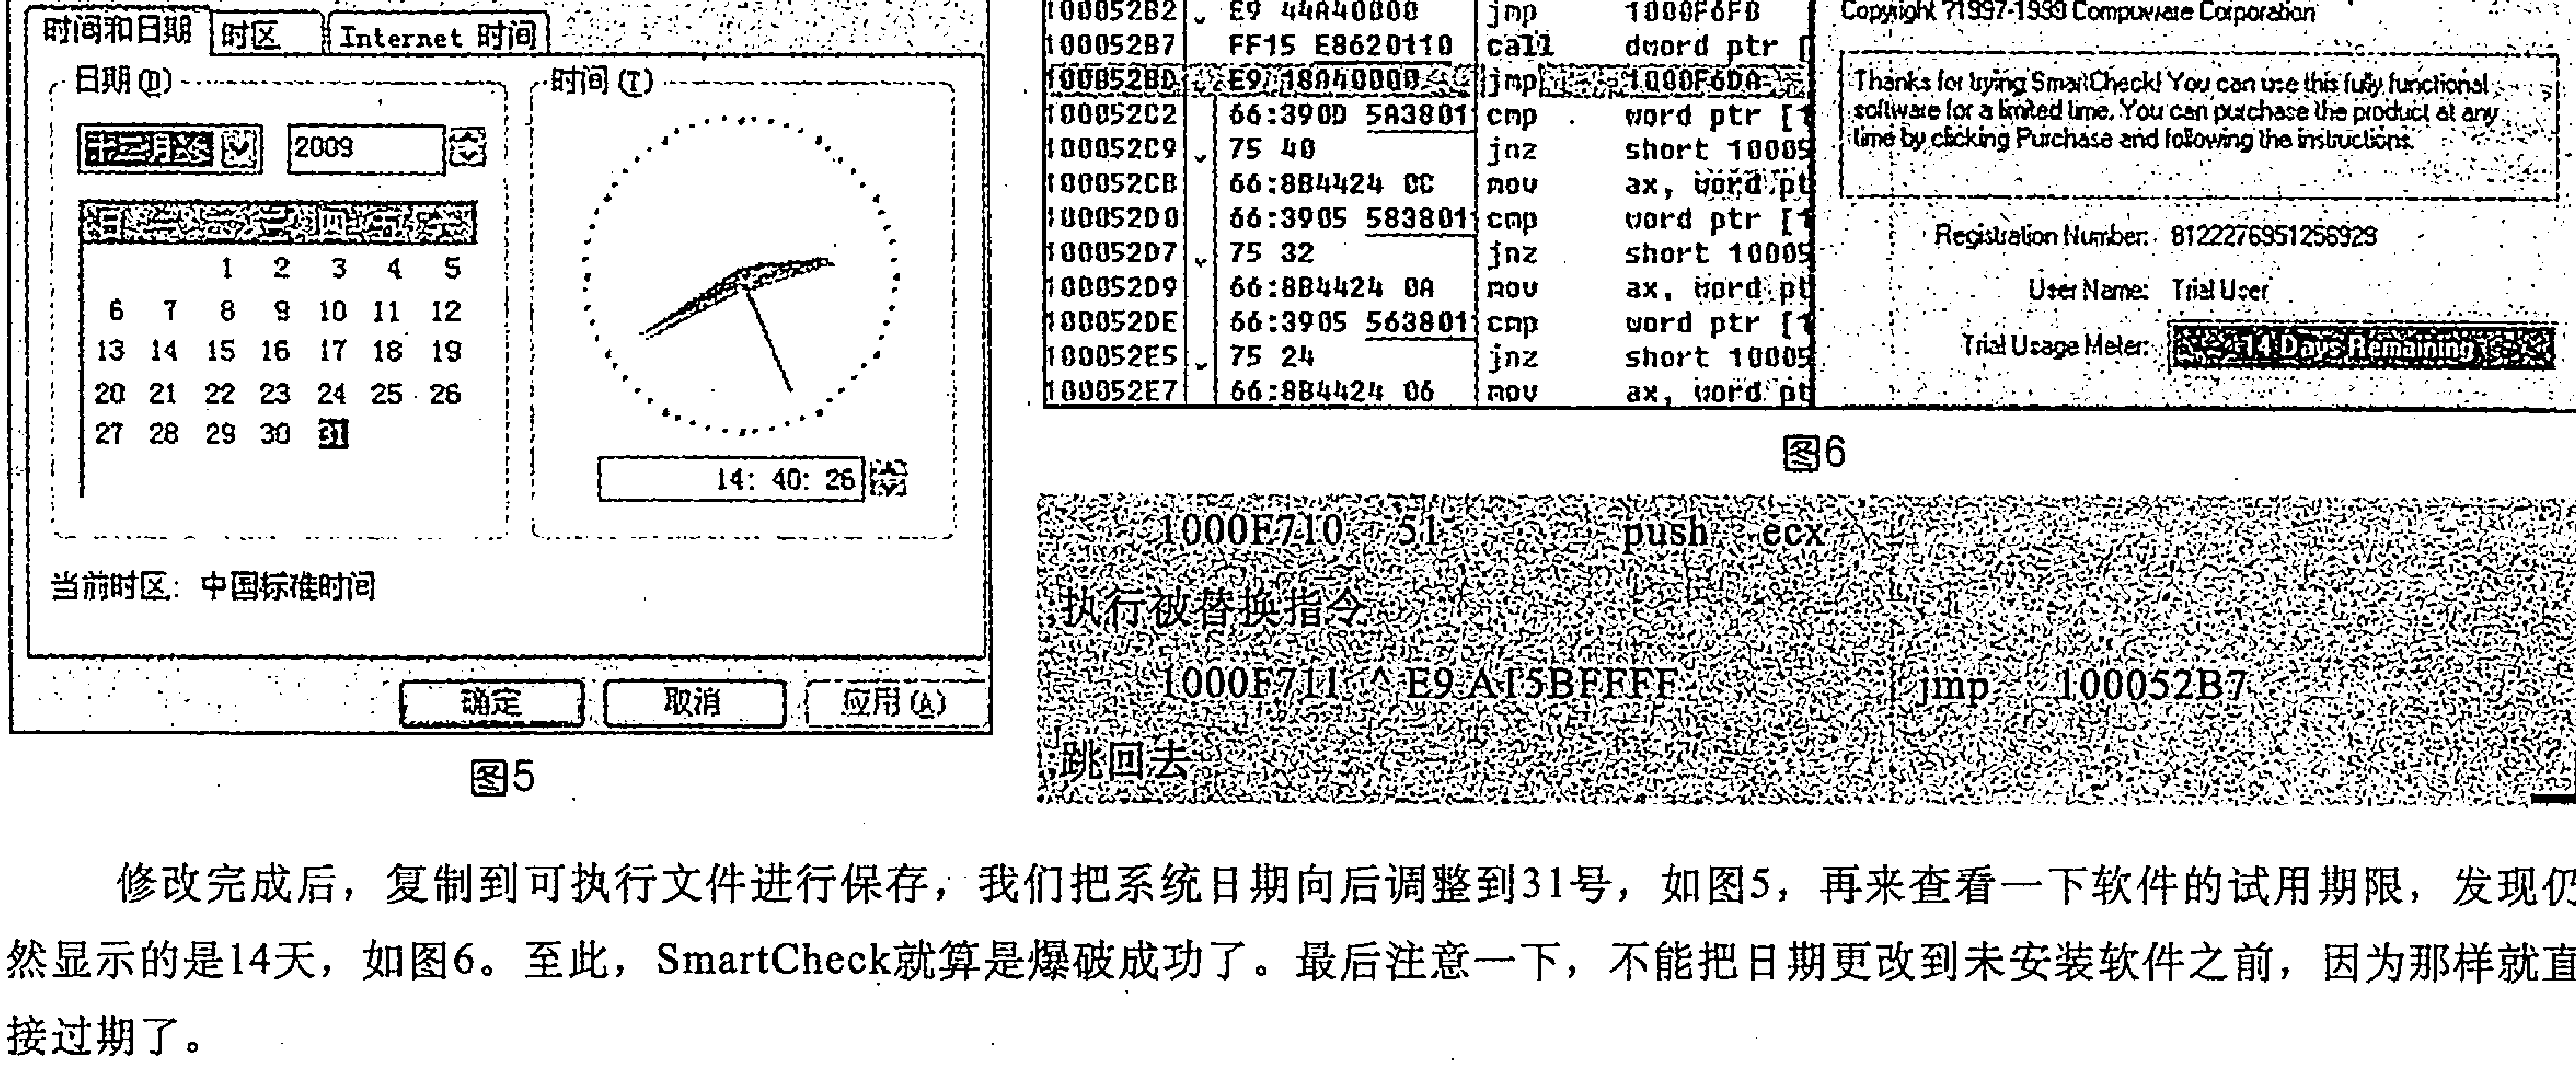 时间和日期 时区 Internet 时间
日期(D)
2009
1 2 3 4 5
6 7 8 9 10 11 12
13 14 15 16 17 18 19
20 21 22 23 24 25 26
27 28 29 30 31
时间(T)
14: 40: 26
当前时区: 中国标准时间
确定 取消 应用(A)
图5
100052B2 E9 44A40000 jmp 1000F6FB
100052B7 FF15 E8620110 call dword ptr [
100052BD E9 18A40000 jmp 1000F6DA
100052C2 66:390D 5A3801 cmp word ptr [1
100052C9 75 40 jnz short 10005
100052CB 66:8B4424 0C mov ax, word pt
100052D0 66:3905 583801 cmp word ptr [1
100052D7 75 32 jnz short 10005
100052D9 66:8B4424 0A mov ax, word pt
100052DE 66:3905 563801 cmp word ptr [1
100052E5 75 24 jnz short 10005
100052E7 66:8B4424 06 mov ax, word pt
Copyright ?1997-1999 Compuware Corporation
Thanks for trying SmartCheck! You can use this fully functional
software for a limited time. You can purchase the product at any
time by clicking Purchase and following the instructions.
Registration Number: 8122276951256929
User Name: Trial User
Trial Usage Meter: 14 Days Remaining
图6
1000F710 51 push ecx
;执行被替换指令
1000F711 ^ E9 A15BFFFF jmp 100052B7
;跳回去
修改完成后，复制到可执行文件进行保存，我们把系统日期向后调整到31号，如图5，再来查看一下软件的试用期限，发现仍
然显示的是14天，如图6。至此，SmartCheck就算是爆破成功了。最后注意一下，不能把日期更改到未安装软件之前，因为那样就直
接过期了。